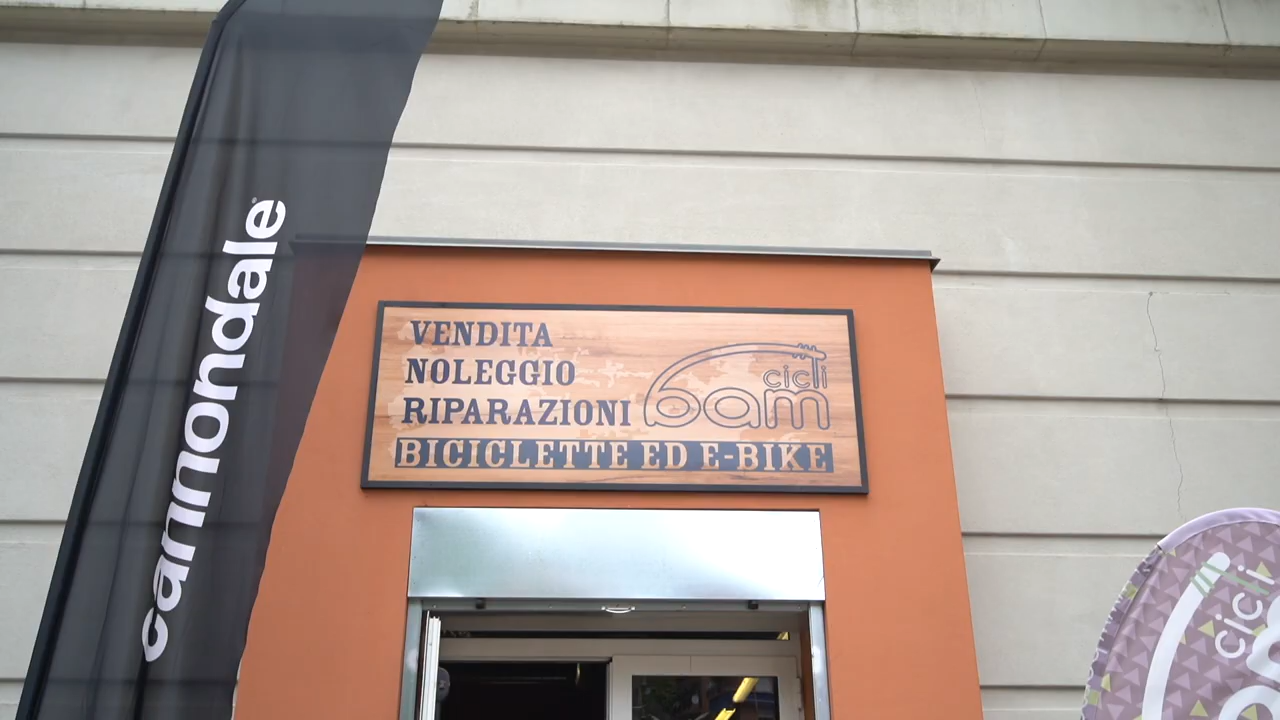 cannondale
VENDITA
NOLEGGIO
RIPARAZIONI
cicli
bam
BICICLETTE ED E-BIKE
cicli